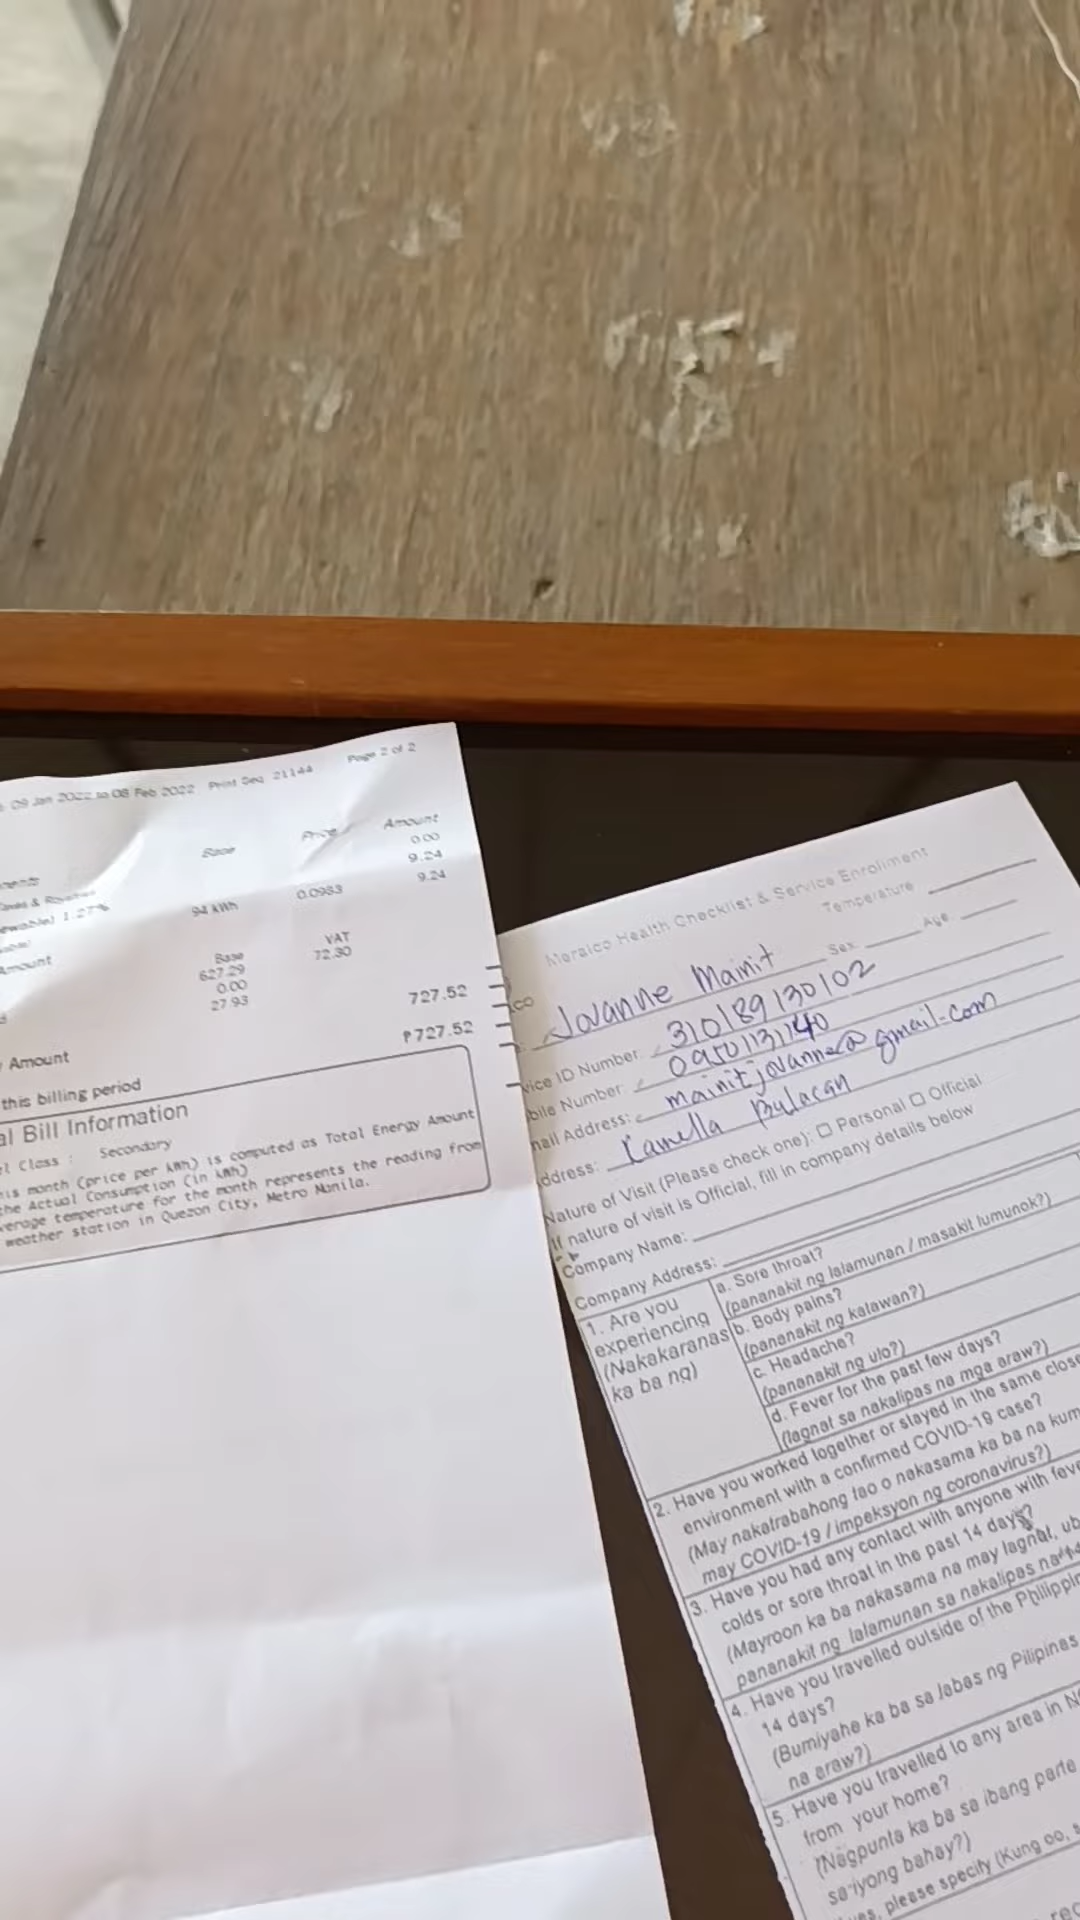 09 Jan 2022 to 08 Feb 2022 Print Seq 21144 Page 2 of 2
Base Price Amount
0.00
9.24
1.27% 94 kWh 0.0983 9.24
Amount
Base VAT
627.29 72.30
0.00
27.93
727.52
Amount ₱727.52
this billing period
Bill Information
Class : Secondary
is month (price per kWh) is computed as Total Energy Amount
the Actual Consumption (in kWh)
temperature for the month represents the reading from
weather station in Quezon City, Metro Manila.
Meralco Health Checklist & Service Enrollment
Temperature
Jovanne Mainit Sex Age
ID Number: 310189130102
Number:
Address: mainitjovanne@gmail.com
Camella Bulacan
Nature of Visit (Please check one): □ Personal □ Official
If nature of visit is Official, fill in company details below
Company Name:
Company Address:
1. Are you
experiencing
(Nakakaranas
ka ba ng)
a. Sore throat?
(pananakit ng lalamunan / masakit lumunok?)
b. Body pains?
(pananakit ng katawan?)
c. Headache?
(pananakit ng ulo?)
d. Fever for the past few days?
(lagnat sa nakalipas na mga araw?)
2. Have you worked together or stayed in the same close
environment with a confirmed COVID-19 case?
(May nakatrabahong tao o nakasama ka ba na
may COVID-19 / impeksyon ng coronavirus?)
3. Have you had any contact with anyone with
colds or sore throat in the past 14 days?
(Mayroon ka ba nakasama na may lagnat,
pananakit ng lalamunan sa nakalipas na
4. Have you travelled outside of the
14 days?
(Bumiyahe ka ba sa labas ng Pilipinas
na araw?)
5. Have you travelled to any area in
from your home?
(Nagpunta ka ba sa ibang parte
sa iyong bahay?)
please specify (Kung oo,